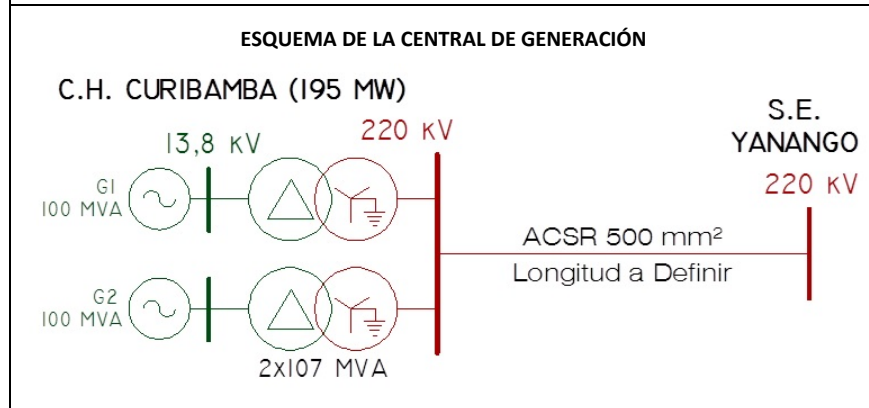 ESQUEMA DE LA CENTRAL DE GENERACIÓN
C.H. CURIBAMBA (195 MW)
13,8 kV
220 kV
S.E.
YANANGO
220 kV
G1
100 MVA
ACSR 500 mm²
Longitud a Definir
G2
100 MVA
2x107 MVA